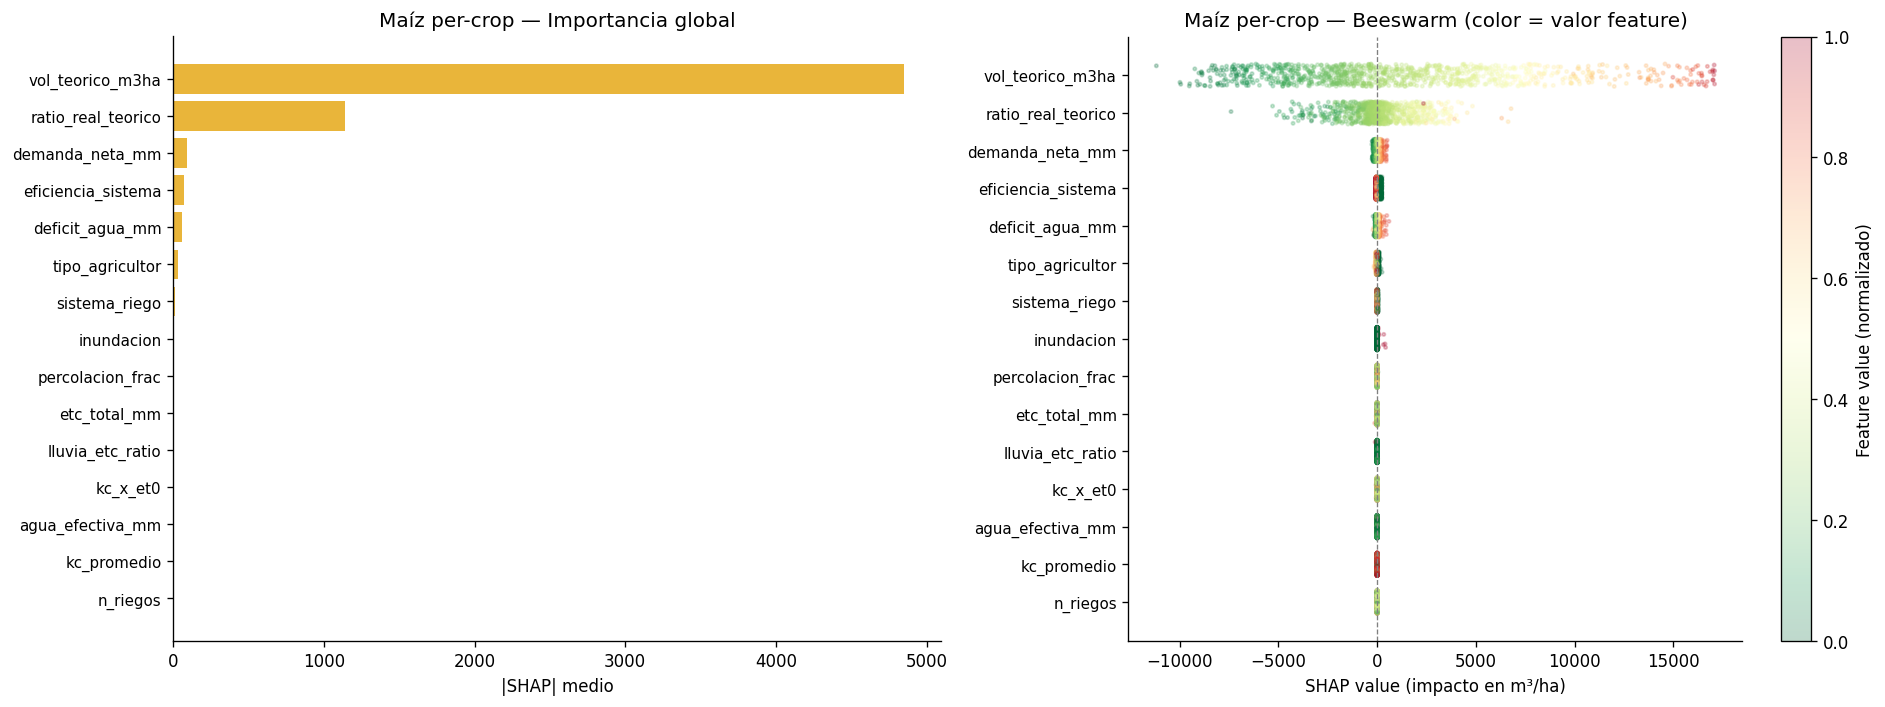 Maíz per-crop — Importancia global
vol_teorico_m3ha
ratio_real_teorico
demanda_neta_mm
eficiencia_sistema
deficit_agua_mm
tipo_agricultor
sistema_riego
inundacion
percolacion_frac
etc_total_mm
lluvia_etc_ratio
kc_x_et0
agua_efectiva_mm
kc_promedio
n_riegos
0 1000 2000 3000 4000 5000
|SHAP| medio
Maíz per-crop — Beeswarm (color = valor feature)
vol_teorico_m3ha
ratio_real_teorico
demanda_neta_mm
eficiencia_sistema
deficit_agua_mm
tipo_agricultor
sistema_riego
inundacion
percolacion_frac
etc_total_mm
lluvia_etc_ratio
kc_x_et0
agua_efectiva_mm
kc_promedio
n_riegos
−10000 −5000 0 5000 10000 15000
SHAP value (impacto en m³/ha)
1.0
0.8
0.6
0.4
0.2
0.0
Feature value (normalizado)